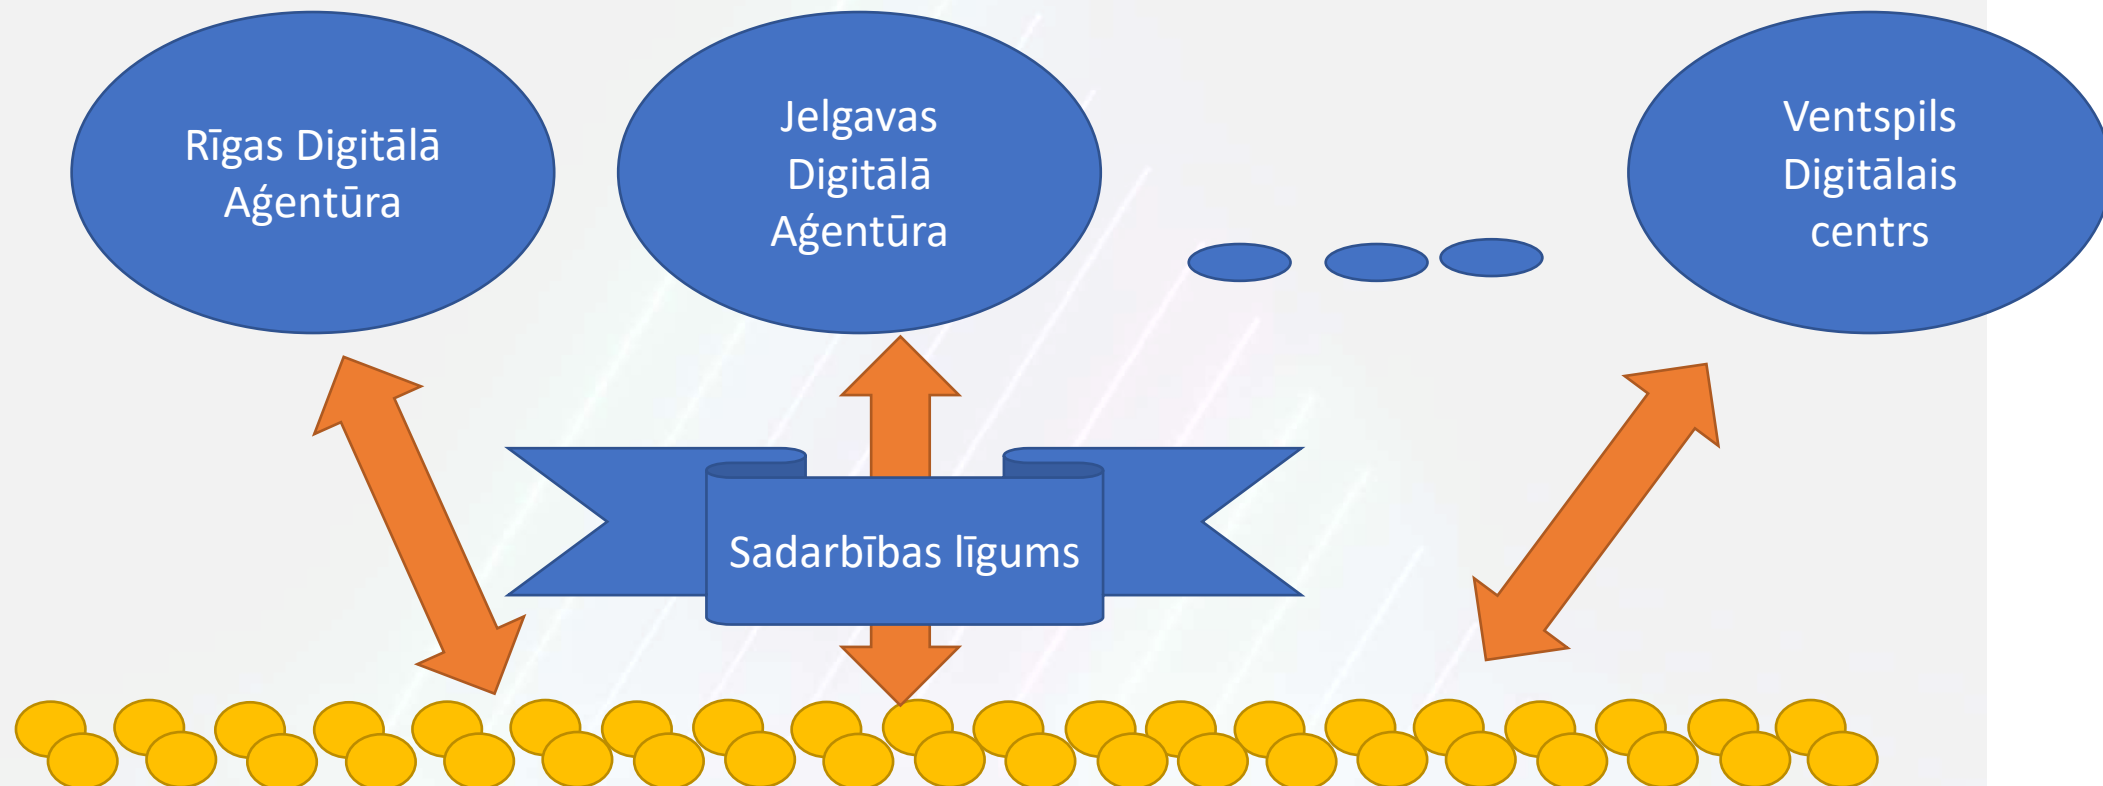 Rīgas Digitālā
Aģentūra
Jelgavas
Digitālā
Aģentūra
Ventspils
Digitālais
centrs
Sadarbības līgums